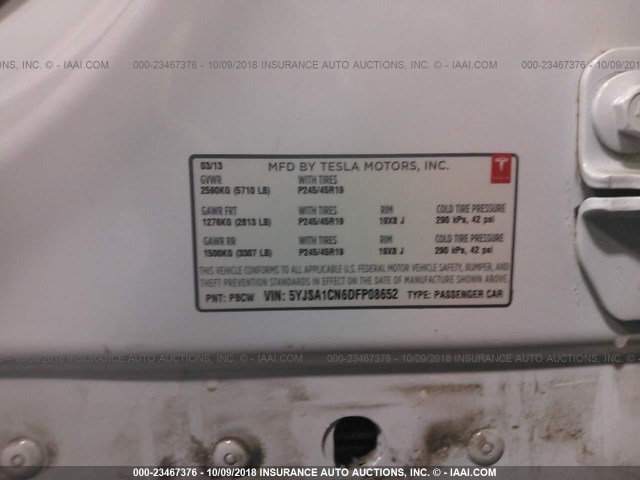 INC. - IAAI.COM 000-23467376 - 10/09/2018 INSURANCE AUTO AUCTIONS, INC. - IAAI.COM 000-23467376 - 10/09/2018
03/13 MFD BY TESLA MOTORS, INC.
GVWR WITH TIRES TESLA
2590KG (5710 LB) P245/45R19
GAWR FRT WITH TIRES RIM COLD TIRE PRESSURE
1276KG (2813 LB) P245/45R19 19X8 J 290 kPa, 42 psi
GAWR RR WITH TIRES RIM COLD TIRE PRESSURE
1500KG (3307 LB) P245/45R19 19X8 J 290 kPa, 42 psi
THIS VEHICLE CONFORMS TO ALL APPLICABLE U.S. FEDERAL MOTOR VEHICLE SAFETY, BUMPER, AND
THEFT PREVENTION STANDARDS IN EFFECT ON THE DATE OF MANUFACTURE SHOWN ABOVE.
PNT: PBCW VIN: 5YJSA1CN6DFP08652 TYPE: PASSENGER CAR
INC. - IAAI.COM 000-23467376 - 10/09/2018 INSURANCE AUTO AUCTIONS, INC. - IAAI.COM 000-23467376 - 10/09/2018
000-23467376 - 10/09/2018 INSURANCE AUTO AUCTIONS, INC. - IAAI.COM